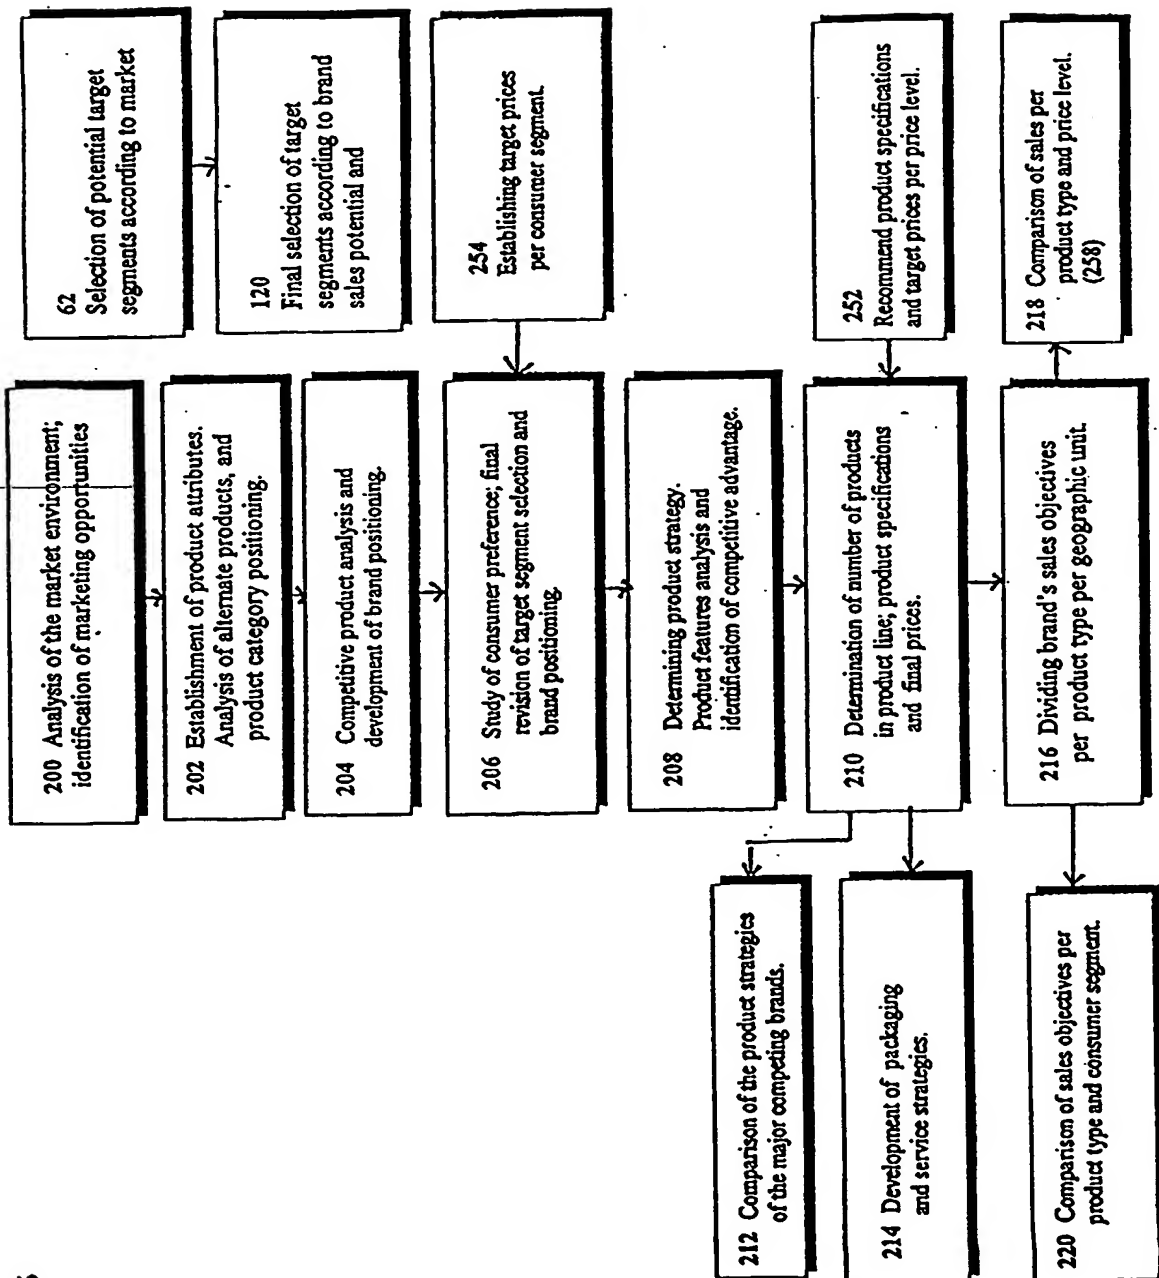 62
Selection of potential target
segments according to market
120
Final selection of target
segments according to brand
sales potential and
254
Establishing target prices
per consumer segment.
252
Recommend product specifications
and target prices per price level.
218 Comparison of sales per
product type and price level.
(258)
200 Analysis of the market environment;
identification of marketing opportunities
202 Establishment of product attributes.
Analysis of alternate products, and
product category positioning.
204 Competitive product analysis and
development of brand positioning.
206 Study of consumer preference; final
revision of target segment selection and
brand positioning.
208 Determining product strategy.
Product features analysis and
identification of competitive advantage.
210 Determination of number of products
in product line; product specifications
and final prices.
216 Dividing brand's sales objectives
per product type per geographic unit.
212 Comparison of the product strategies
of the major competing brands.
214 Development of packaging
and service strategies.
220 Comparison of sales objectives per
product type and consumer segment.